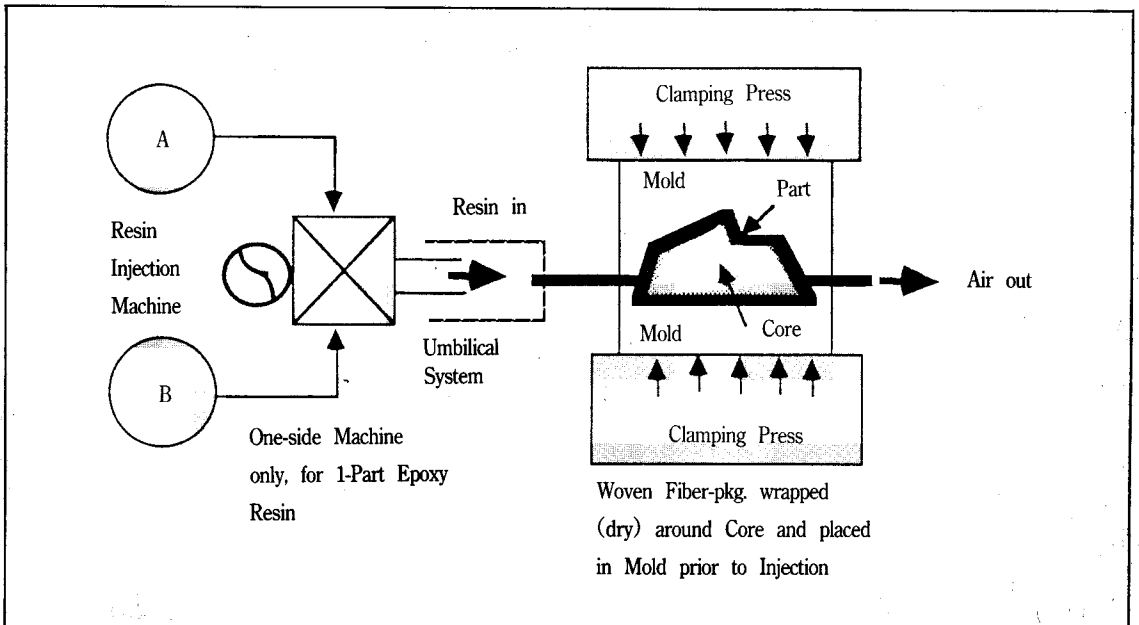 Clamping Press
A
Mold
Part
Resin in
Resin
Injection
Machine
Air out
Mold
Core
Umbilical
System
B
Clamping Press
One-side Machine
only, for 1-Part Epoxy
Resin
Woven Fiber-pkg. wrapped
(dry) around Core and placed
in Mold prior to Injection